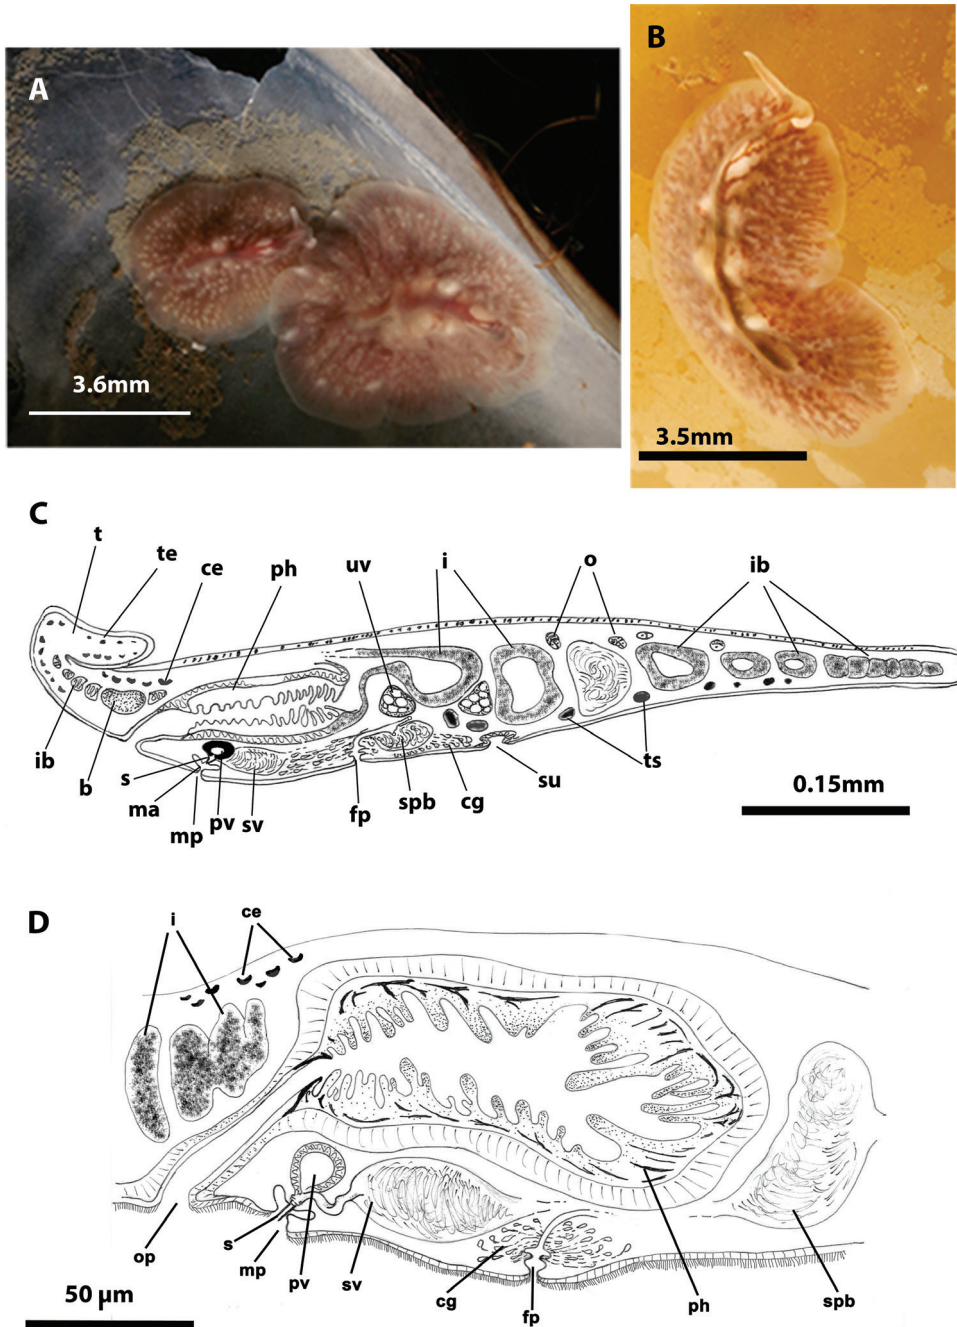 A
3.6mm
B
3.5mm
C
t
te
ce
ph
uv
i
o
ib
ib
b
s
ma
mp
pv
sv
fp
spb
cg
su
ts
0.15mm
D
i
ce
op
s
mp
pv
sv
cg
fp
ph
spb
50 µm